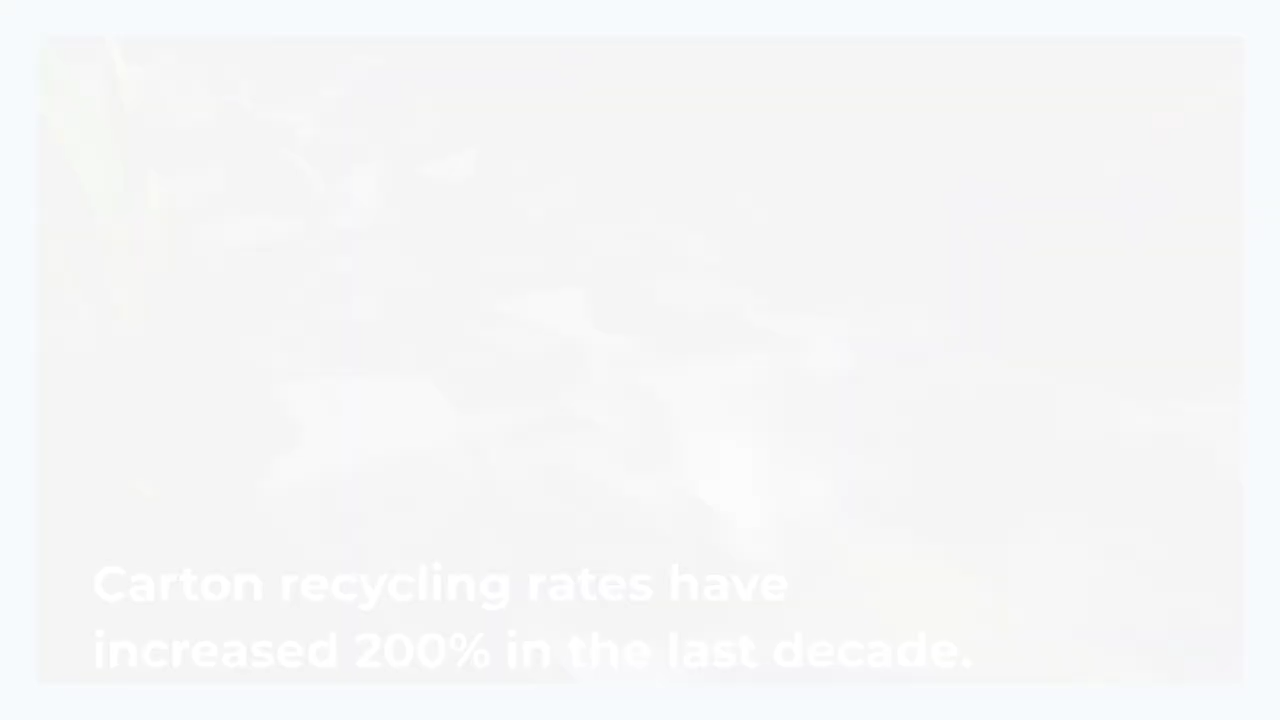 Carton recycling rates have
increased 200% in the last decade.